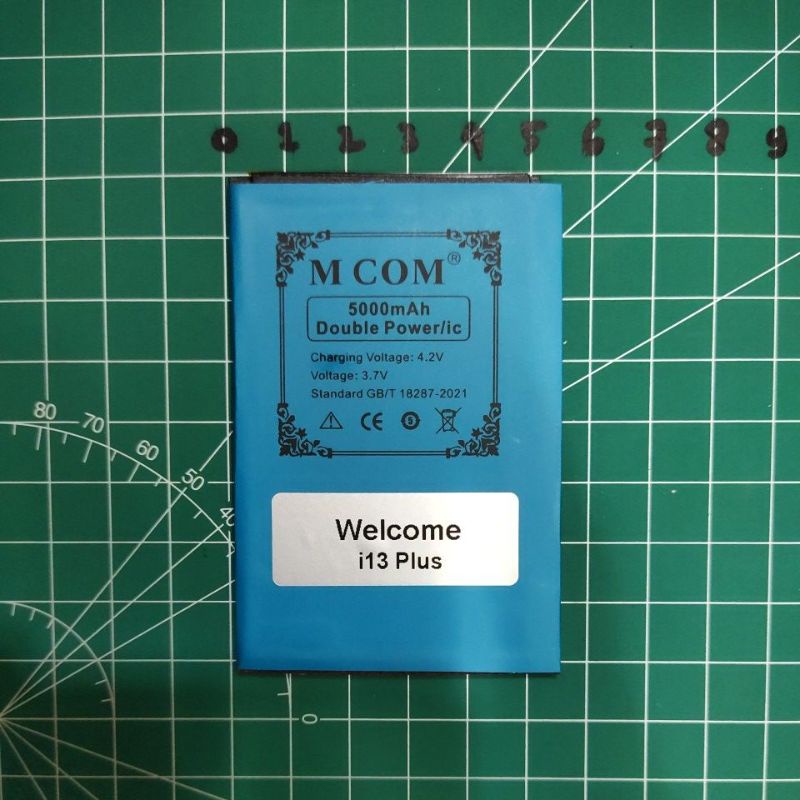 0 1 2 3 4 5 6 7 8 9
M COM®
5000mAh
Double Power/ic
Charging Voltage: 4.2V
Voltage: 3.7V
Standard GB/T 18287-2021
CE
80
70
60
50
40
Welcome
i13 Plus
0